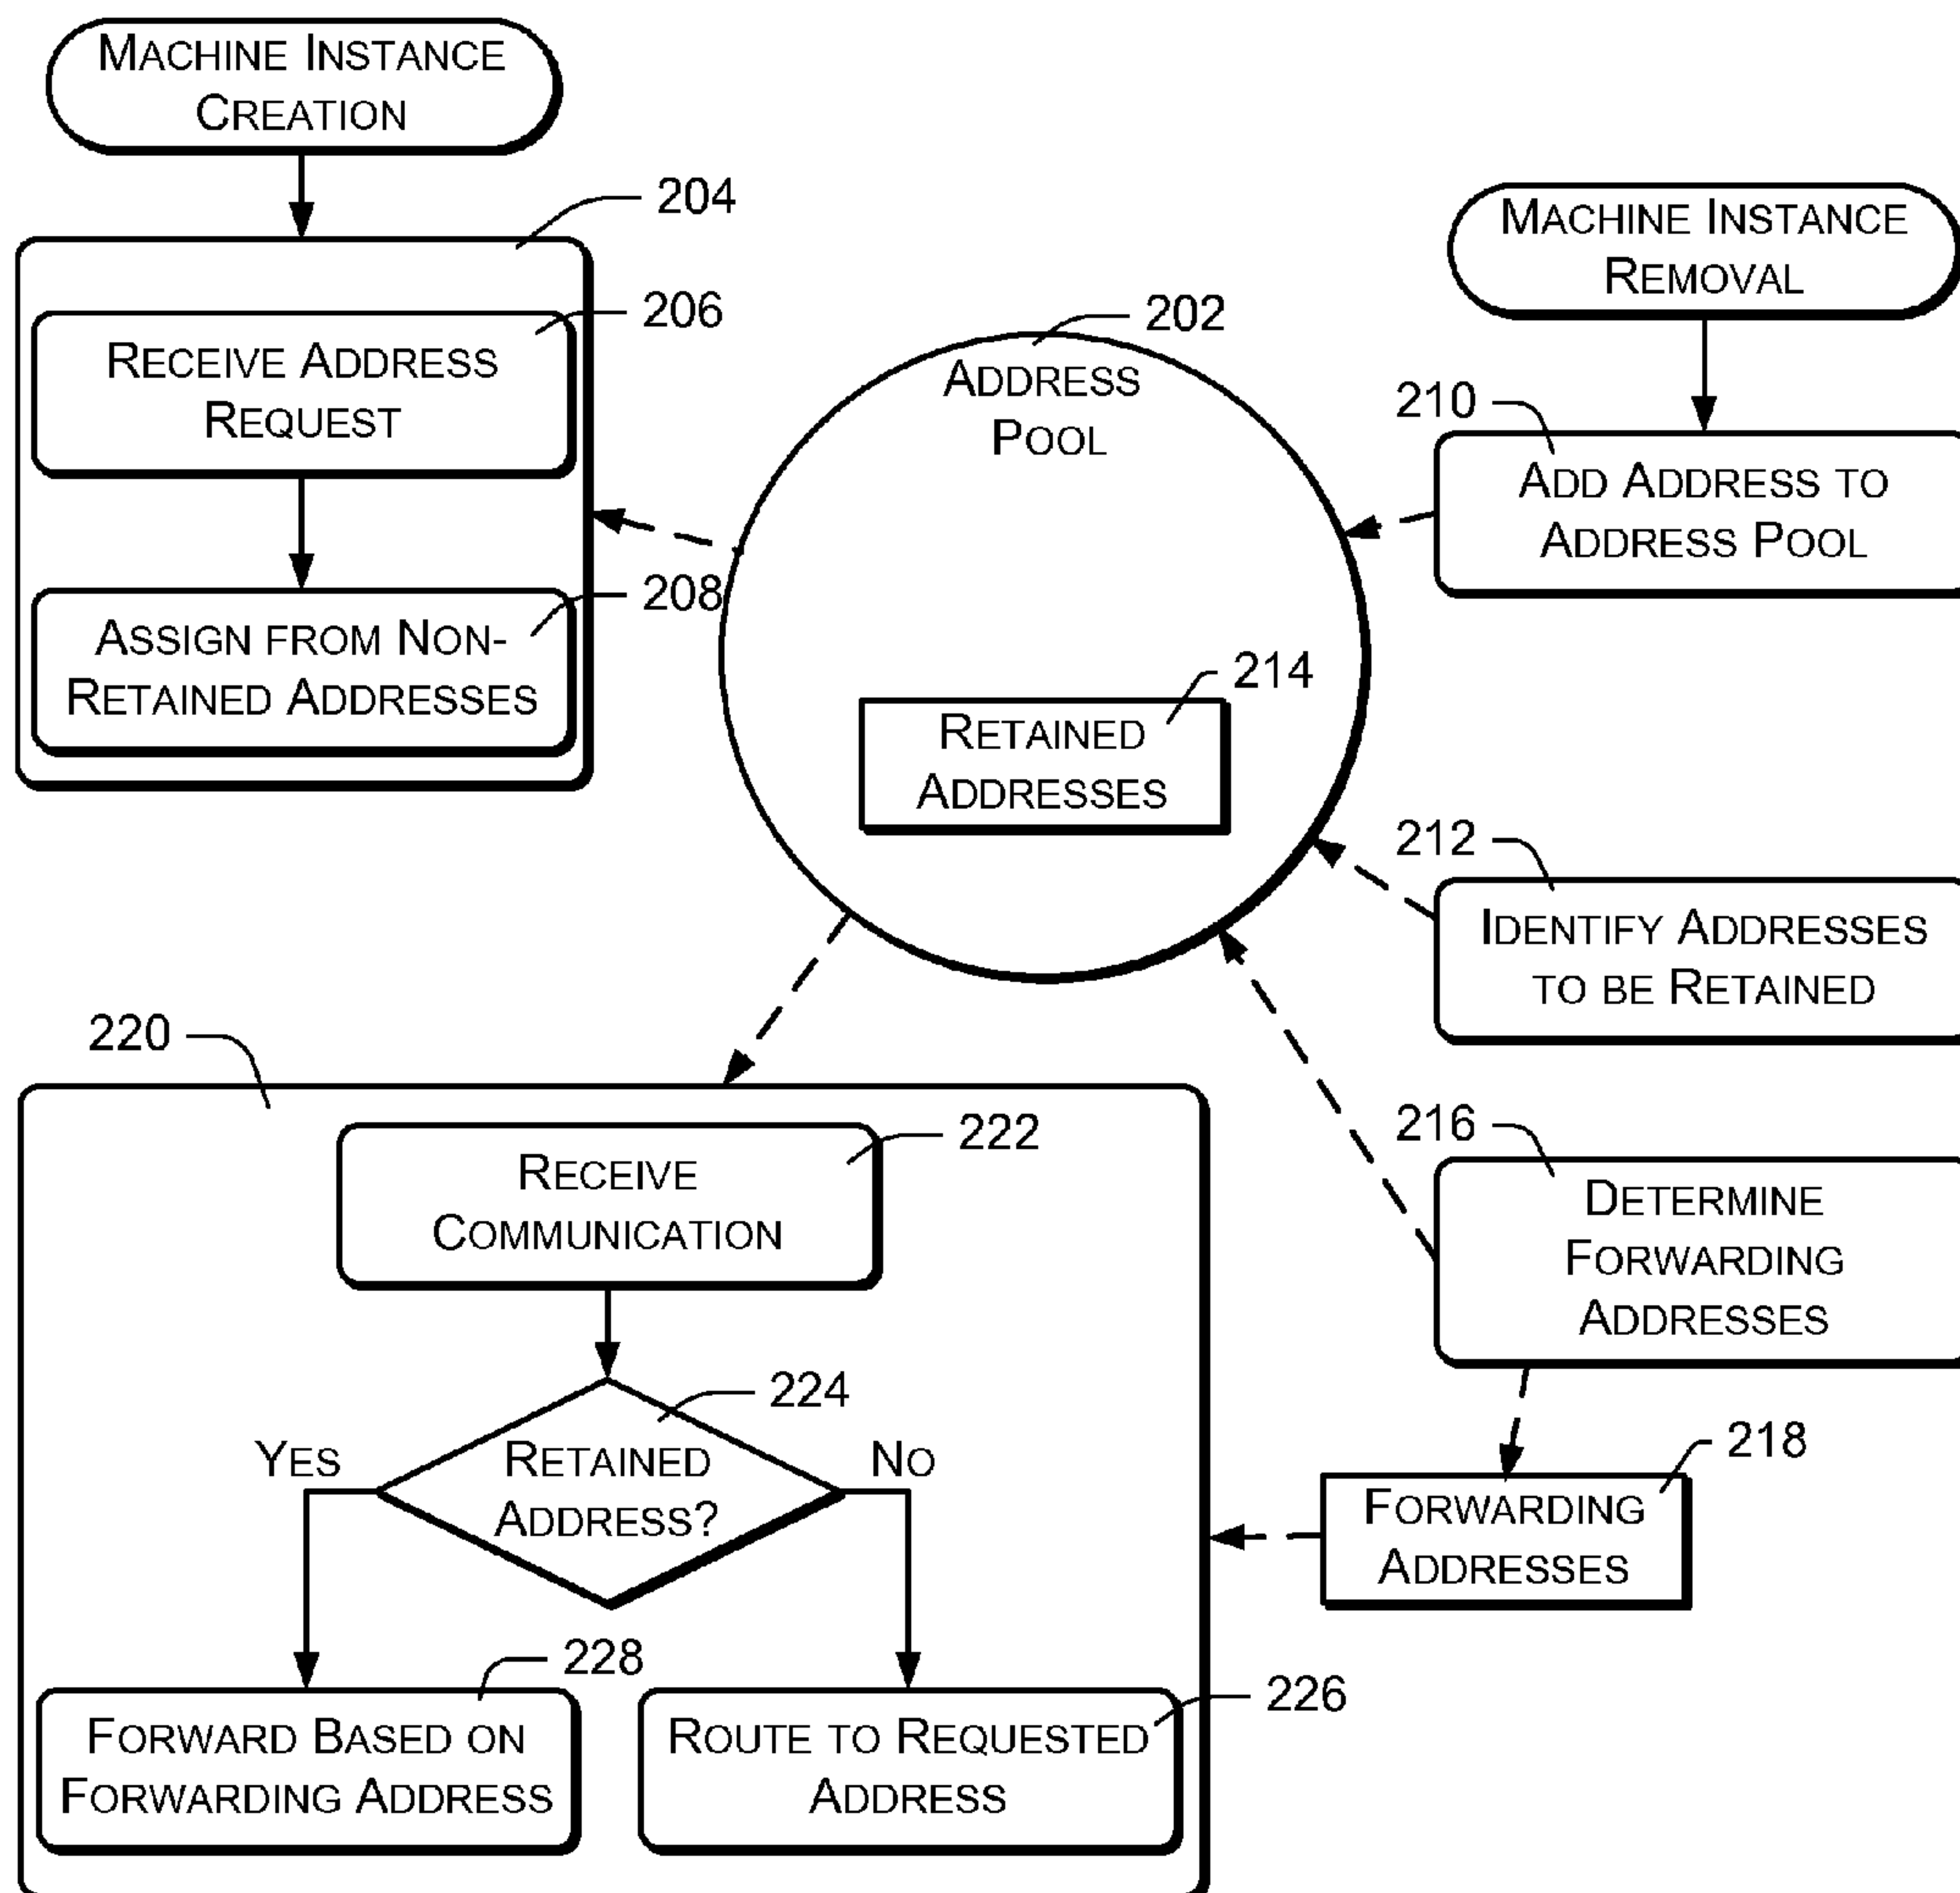 MACHINE INSTANCE
CREATION
204
206
RECEIVE ADDRESS
REQUEST
208
ASSIGN FROM NON-
RETAINED ADDRESSES
202
ADDRESS
POOL
214
RETAINED
ADDRESSES
MACHINE INSTANCE
REMOVAL
210
ADD ADDRESS TO
ADDRESS POOL
212
IDENTIFY ADDRESSES
TO BE RETAINED
216
DETERMINE
FORWARDING
ADDRESSES
218
FORWARDING
ADDRESSES
220
222
RECEIVE
COMMUNICATION
224
YES
RETAINED
ADDRESS?
NO
228
FORWARD BASED ON
FORWARDING ADDRESS
226
ROUTE TO REQUESTED
ADDRESS